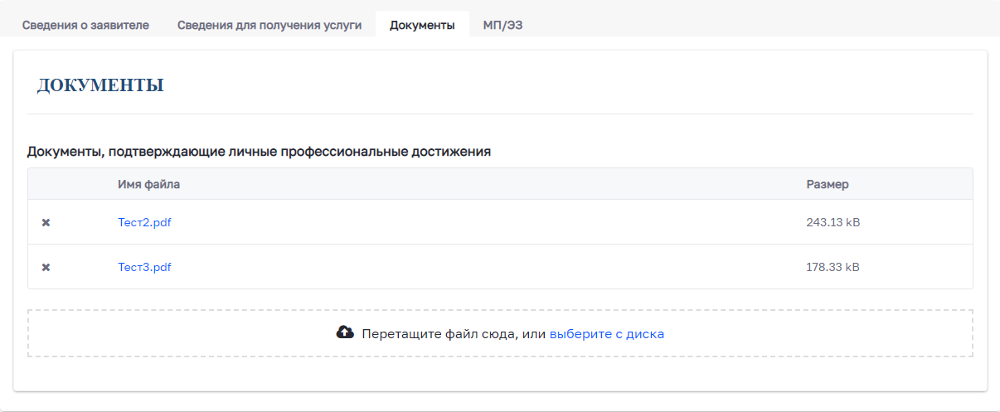 Сведения о заявителе Сведения для получения услуги Документы МП/ЭЗ
ДОКУМЕНТЫ
Документы, подтверждающие личные профессиональные достижения
Имя файла Размер
Тест2.pdf 243.13 kB
Тест3.pdf 178.33 kB
Перетащите файл сюда, или выберите с диска